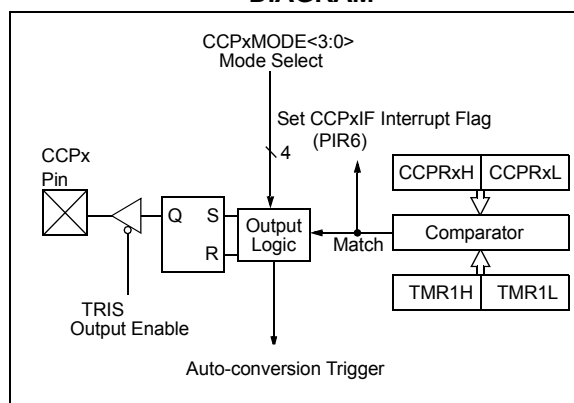 DIAGRAM
CCPxMODE<3:0>
Mode Select
Set CCPxIF Interrupt Flag
(PIR6)
4
CCPx
Pin
CCPRxH CCPRxL
Q S
R
Output
Logic
Match
Comparator
TMR1H TMR1L
TRIS
Output Enable
Auto-conversion Trigger